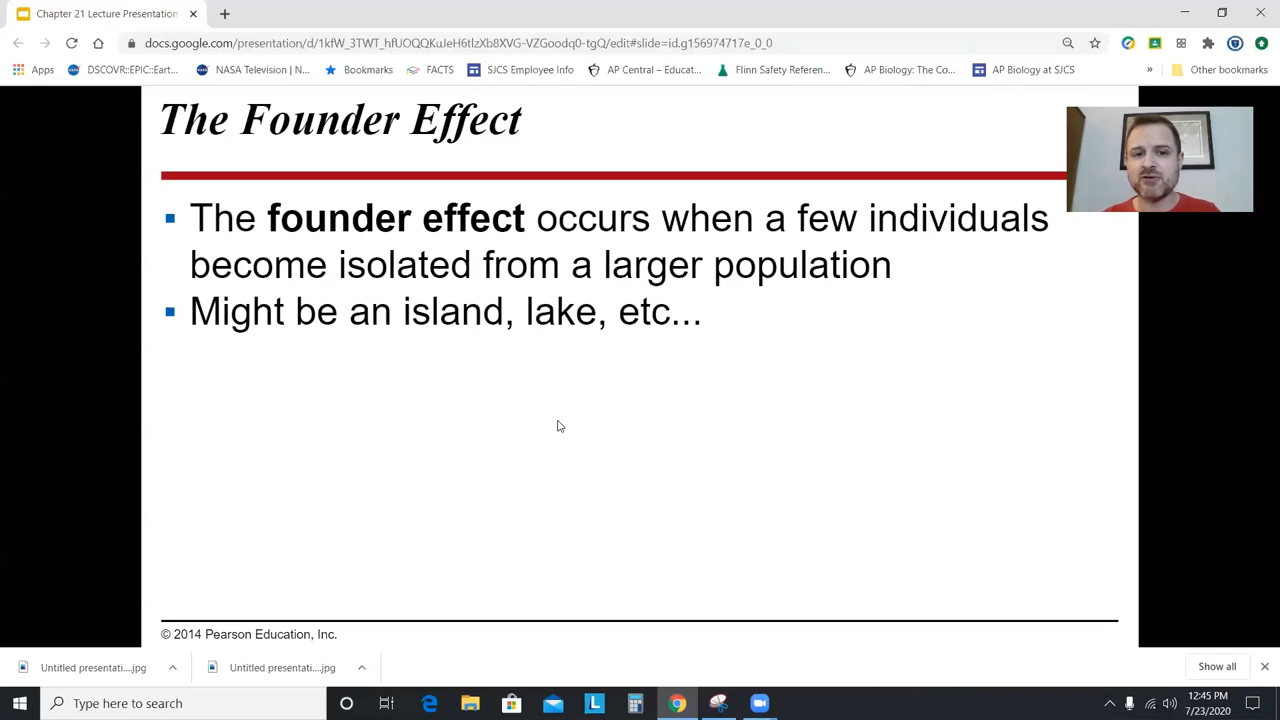 Chapter 21 Lecture Presentation
docs.google.com/presentation/d/1kfW_3TWT_hfUOQCXuJeH6tlzXb8XVG-VZGoodq0-tgQ/edit#slide=id.g156974717e_0_0
Apps DSCOVR::EPIC::Eart... NASA Television | N... Bookmarks FACTS SJCS Employee Info AP Central – Educat... Flinn Safety Referen... AP Biology: The Co... AP Biology at SJCS » Other bookmarks
The Founder Effect
▪ The founder effect occurs when a few individuals
become isolated from a larger population
▪ Might be an island, lake, etc...
© 2014 Pearson Education, Inc.
Untitled presentati....jpg Untitled presentati....jpg Show all
Type here to search
12:45 PM
7/23/2020